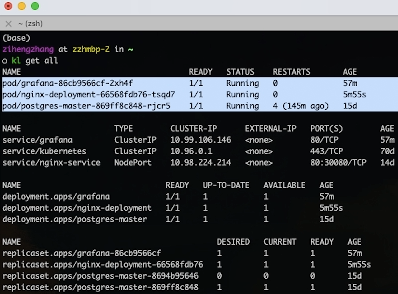 ~ (zsh)
(base)
zihengzhang at zzhmbp-2 in ~
○ kl get all
NAME READY STATUS RESTARTS AGE
pod/grafana-86cb9566cf-2xh4f 1/1 Running 0 57m
pod/nginx-deployment-66568fdb76-tsqd7 1/1 Running 0 5m55s
pod/postgres-master-869ff8c848-rjcr5 1/1 Running 4 (145m ago) 15d
NAME TYPE CLUSTER-IP EXTERNAL-IP PORT(S) AGE
service/grafana ClusterIP 10.99.106.146 <none> 80/TCP 57m
service/kubernetes ClusterIP 10.96.0.1 <none> 443/TCP 70d
service/nginx-service NodePort 10.98.224.214 <none> 80:30080/TCP 14d
NAME READY UP-TO-DATE AVAILABLE AGE
deployment.apps/grafana 1/1 1 1 57m
deployment.apps/nginx-deployment 1/1 1 1 5m55s
deployment.apps/postgres-master 1/1 1 1 15d
NAME DESIRED CURRENT READY AGE
replicaset.apps/grafana-86cb9566cf 1 1 1 57m
replicaset.apps/nginx-deployment-66568fdb76 1 1 1 5m55s
replicaset.apps/postgres-master-8694b95646 0 0 0 15d
replicaset.apps/postgres-master-869ff8c848 1 1 1 15d